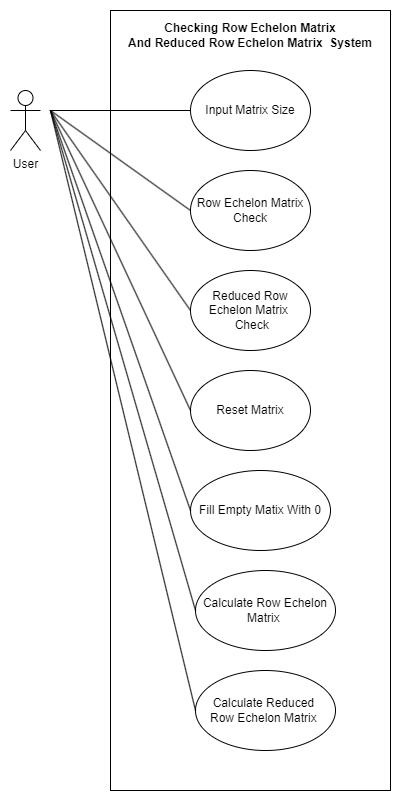 Checking Row Echelon Matrix
And Reduced Row Echelon Matrix System
User
Input Matrix Size
Row Echelon Matrix
Check
Reduced Row
Echelon Matrix
Check
Reset Matrix
Fill Empty Matix With 0
Calculate Row Echelon
Matrix
Calculate Reduced
Row Echelon Matrix